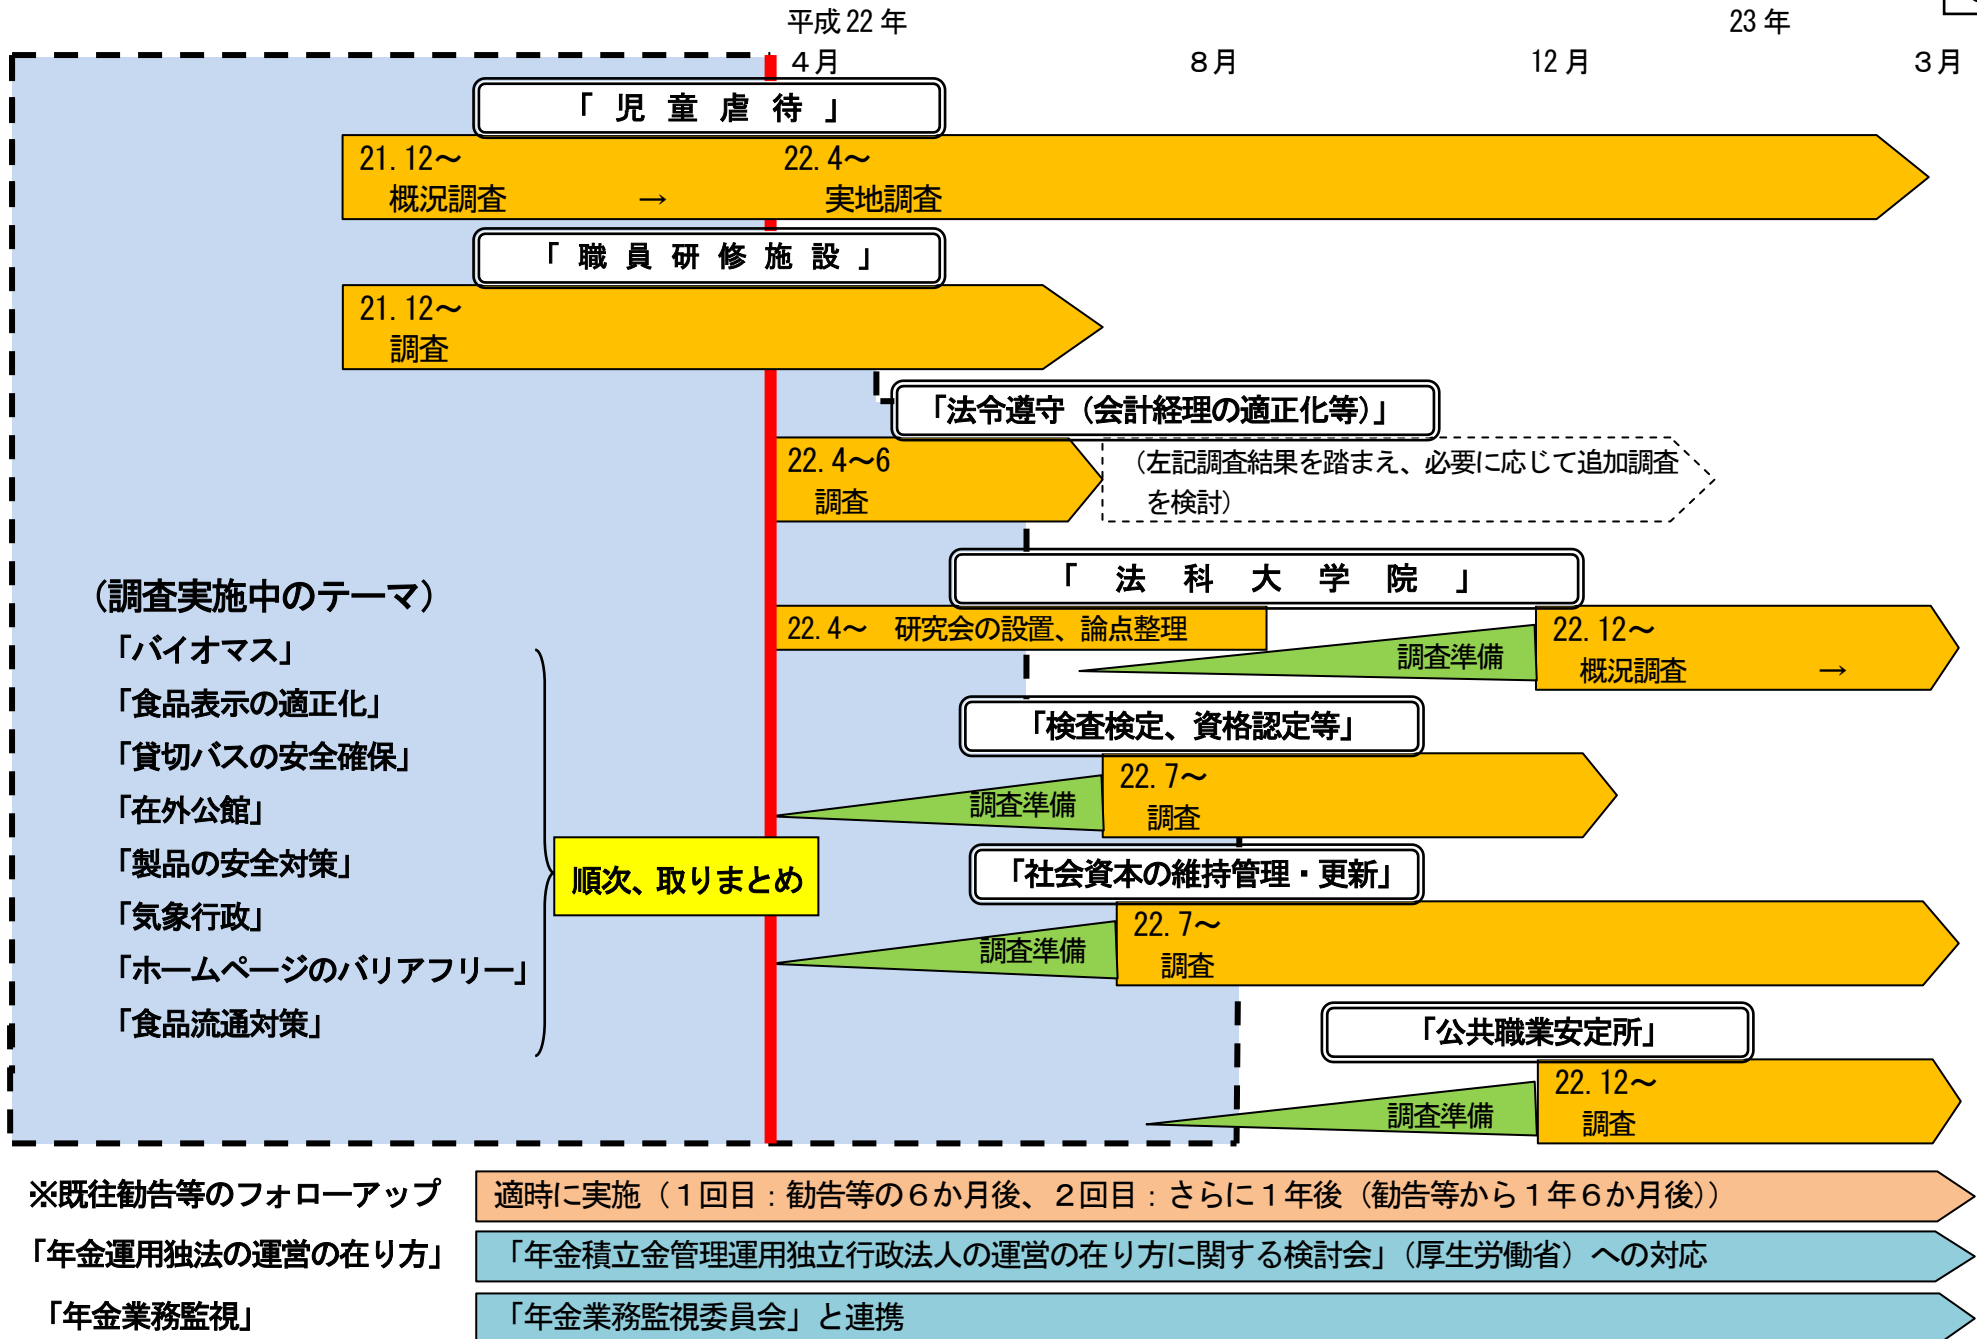 平成22年
23年
4月
8月
12月
3月
「児童虐待」
21.12～
22.4～
概況調査 → 実地調査
「職員研修施設」
21.12～
調査
「法令遵守（会計経理の適正化等）」
22.4～6
調査
（左記調査結果を踏まえ、必要に応じて追加調査
を検討）
「法科大学院」
22.4～ 研究会の設置、論点整理
調査準備
22.12～
概況調査 →
「検査検定、資格認定等」
調査準備
22.7～
調査
「社会資本の維持管理・更新」
調査準備
22.7～
調査
「公共職業安定所」
調査準備
22.12～
調査
（調査実施中のテーマ）
「バイオマス」
「食品表示の適正化」
「貸切バスの安全確保」
「在外公館」
「製品の安全対策」
「気象行政」
「ホームページのバリアフリー」
「食品流通対策」
順次、取りまとめ
※既往勧告等のフォローアップ
適時に実施（１回目：勧告等の６か月後、２回目：さらに１年後（勧告等から１年６か月後））
「年金運用独法の運営の在り方」
「年金積立金管理運用独立行政法人の運営の在り方に関する検討会」（厚生労働省）への対応
「年金業務監視」
「年金業務監視委員会」と連携